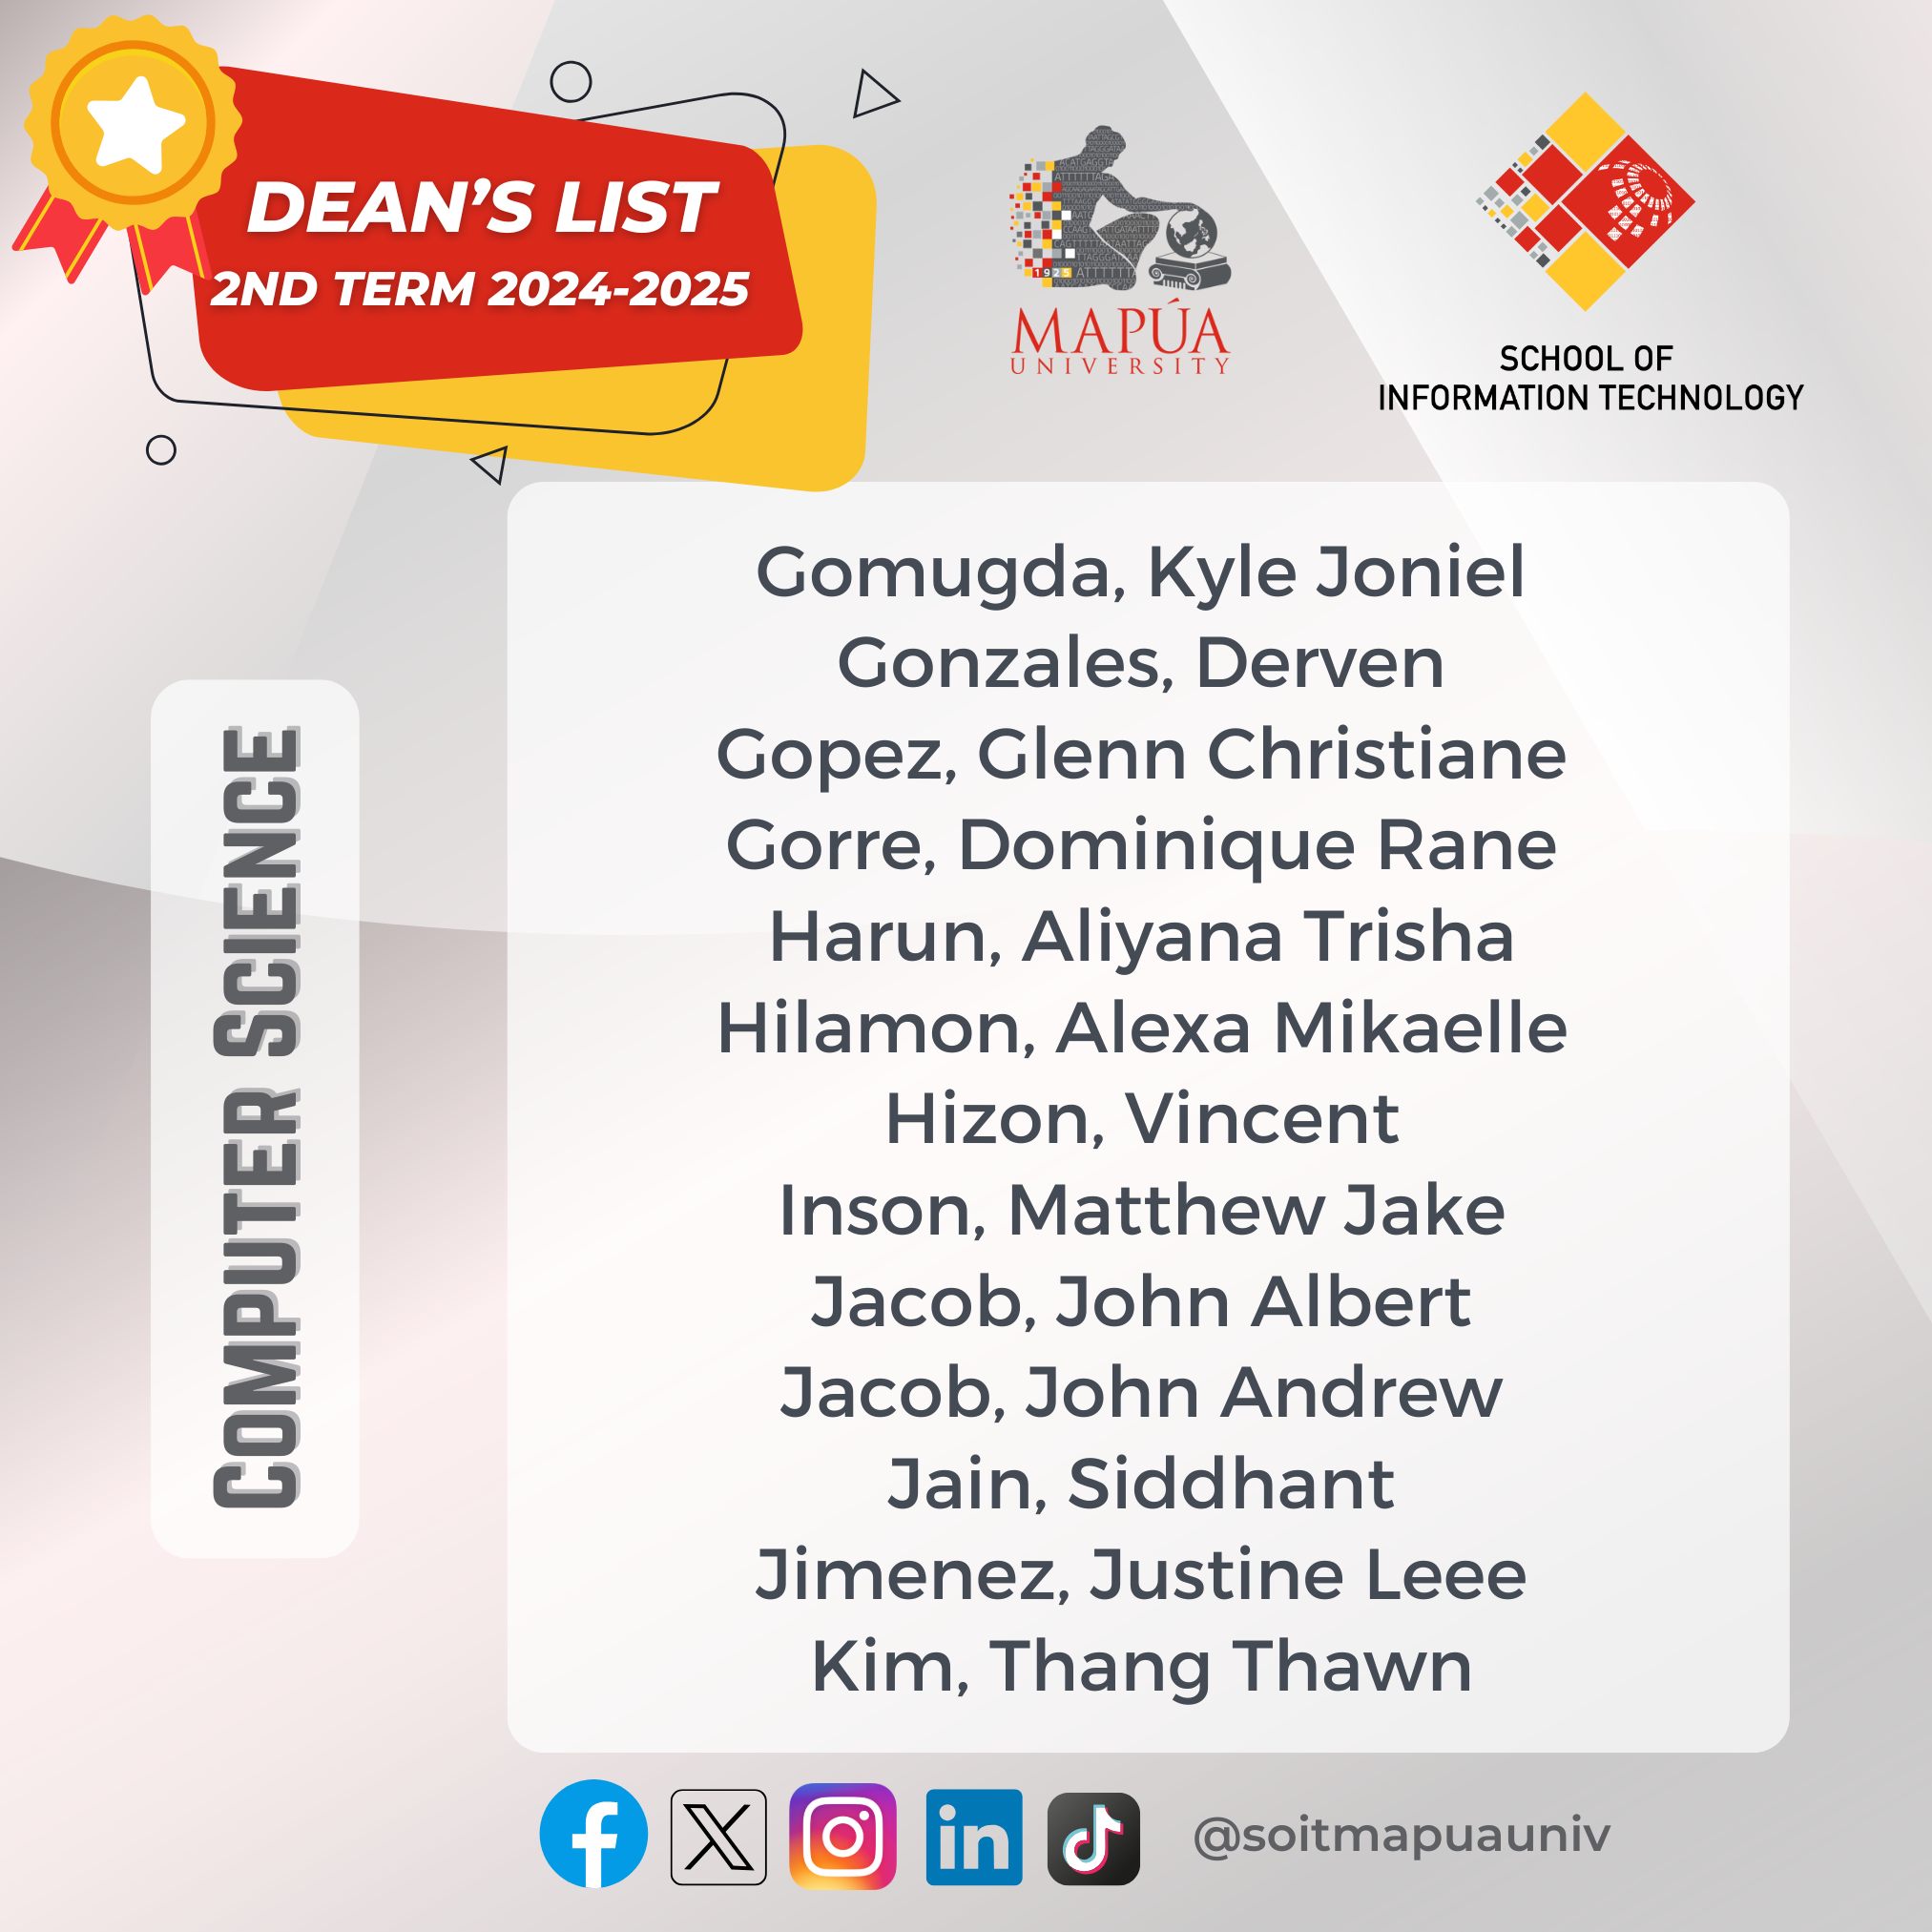 DEAN'S LIST
2ND TERM 2024-2025
1925
MAPÚA
UNIVERSITY
SCHOOL OF
INFORMATION TECHNOLOGY
COMPUTER SCIENCE
Gomugda, Kyle Joniel
Gonzales, Derven
Gopez, Glenn Christiane
Gorre, Dominique Rane
Harun, Aliyana Trisha
Hilamon, Alexa Mikaelle
Hizon, Vincent
Inson, Matthew Jake
Jacob, John Albert
Jacob, John Andrew
Jain, Siddhant
Jimenez, Justine Leee
Kim, Thang Thawn
@soitmapuauniv